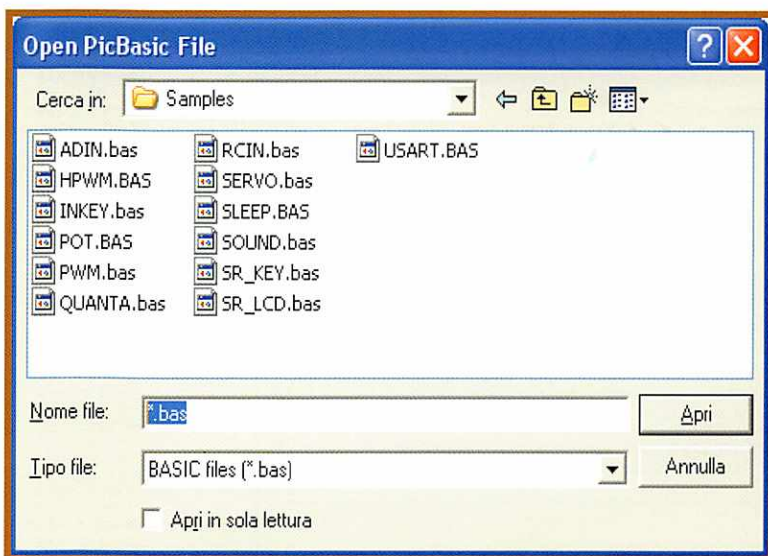 Open PicBasic File
Cerca in: Samples
ADIN.bas
HPWM.BAS
INKEY.bas
POT.BAS
PWM.bas
QUANTA.bas
RCIN.bas
SERVO.bas
SLEEP.BAS
SOUND.bas
SR_KEY.bas
SR_LCD.bas
USART.BAS
Nome file: *.bas Apri
Tipo file: BASIC files (*.bas) Annulla
Apri in sola lettura